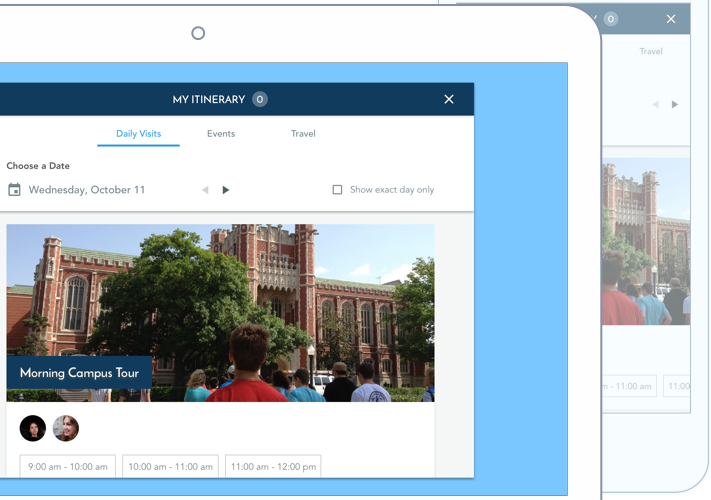 MY ITINERARY 0
Daily Visits Events Travel
Choose a Date
Wednesday, October 11
Show exact day only
Morning Campus Tour
9:00 am - 10:00 am
10:00 am - 11:00 am
11:00 am - 12:00 pm
Y 0
Travel
m - 11:00 am
11:00